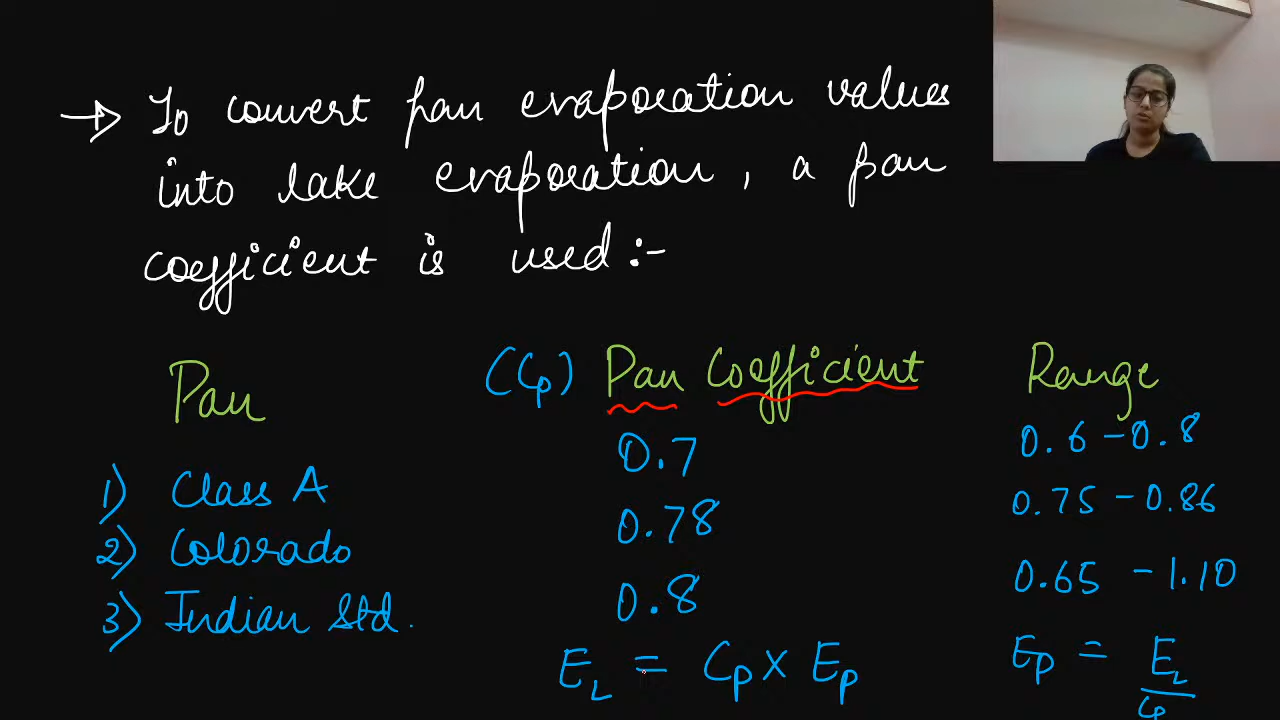 → To convert pan evaporation values
into lake evaporation, a pan
coefficient is used :-
Pan (Cp) Pan Coefficient Range
1) Class A 0.7 0.6 - 0.8
2) Colorado 0.78 0.75 - 0.86
3) Indian Std. 0.8 0.65 - 1.10
EL = Cp x Ep Ep = EL
Cp